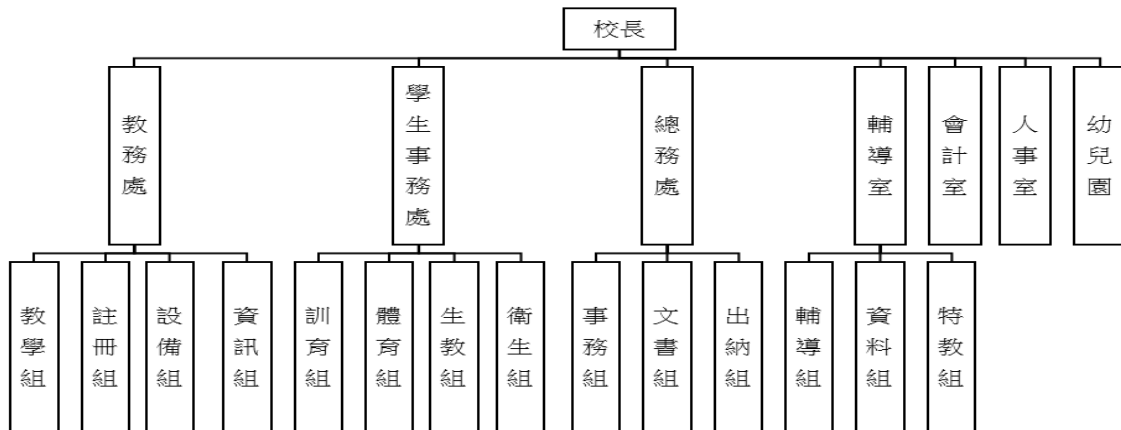 校長
教務處
學生事務處
總務處
輔導室
會計室
人事室
幼兒園
教學組
註冊組
設備組
資訊組
訓育組
體育組
生教組
衛生組
事務組
文書組
出納組
輔導組
資料組
特教組